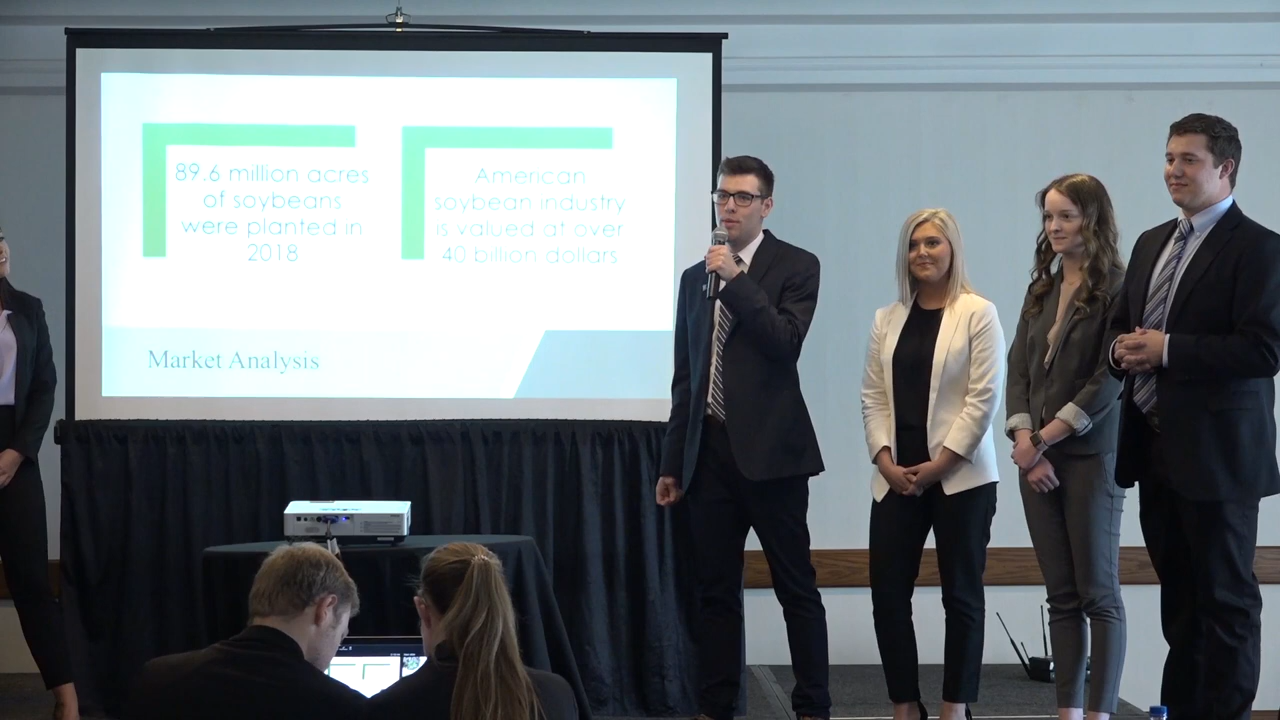 89.6 million acres
of soybeans
were planted in
2018
American
soybean industry
is valued at over
40 billion dollars
Market Analysis